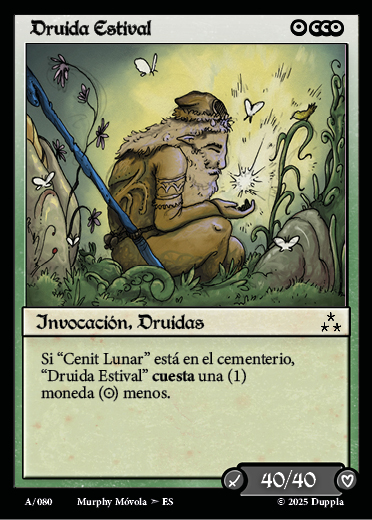 Druida Estival
Invocación, Druidas
Si “Cenit Lunar” está en el cementerio,
“Druida Estival” cuesta una (1)
moneda (⊙) menos.
40/40
A/080 Murphy Móvola ➣ ES © 2025 Duppla